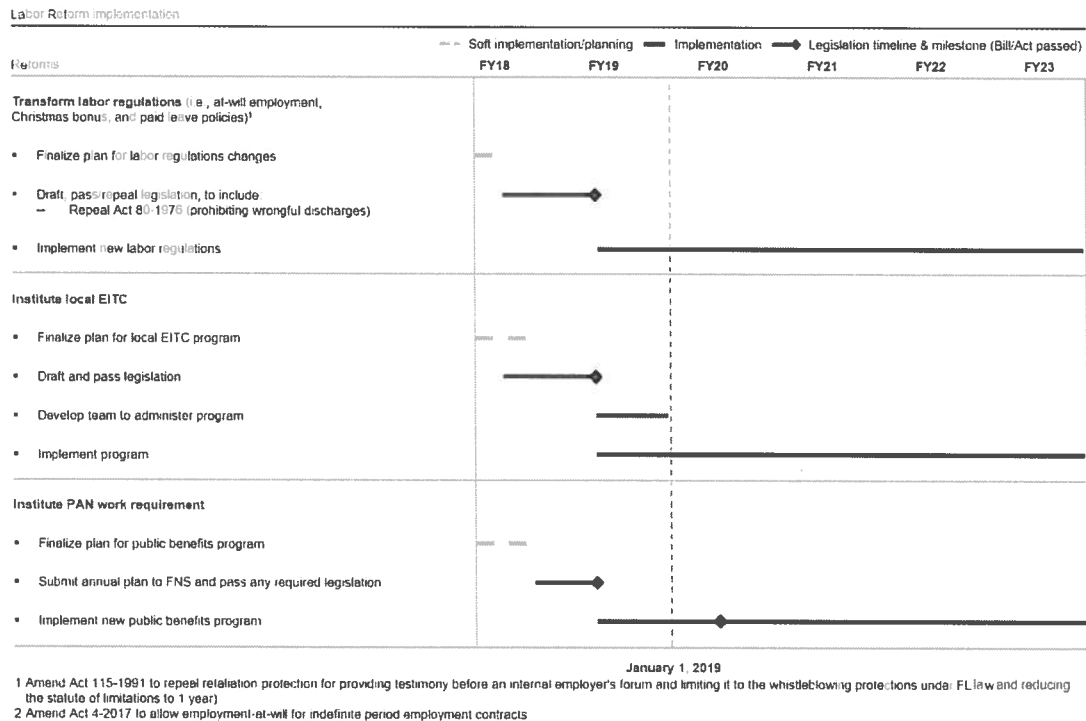 Labor Reform implementation
Soft implementation/planning Implementation Legislation timeline & milestone (Bill/Act passed)
Reforms FY18 FY19 FY20 FY21 FY22 FY23
Transform labor regulations (i.e., at-will employment,
Christmas bonus, and paid leave policies)¹
▪ Finalize plan for labor regulations changes
▪ Draft, pass/repeal legislation, to include
– Repeal Act 80-1976 (prohibiting wrongful discharges)
▪ Implement new labor regulations
Institute local EITC
▪ Finalize plan for local EITC program
▪ Draft and pass legislation
▪ Develop team to administer program
▪ Implement program
Institute PAN work requirement
▪ Finalize plan for public benefits program
▪ Submit annual plan to FNS and pass any required legislation
▪ Implement new public benefits program
January 1, 2019
1 Amend Act 115-1991 to repeal retaliation protection for providing testimony before an internal employer's forum and limiting it to the whistleblowing protections under FL law and reducing
the statute of limitations to 1 year)
2 Amend Act 4-2017 to allow employment-at-will for indefinite period employment contracts